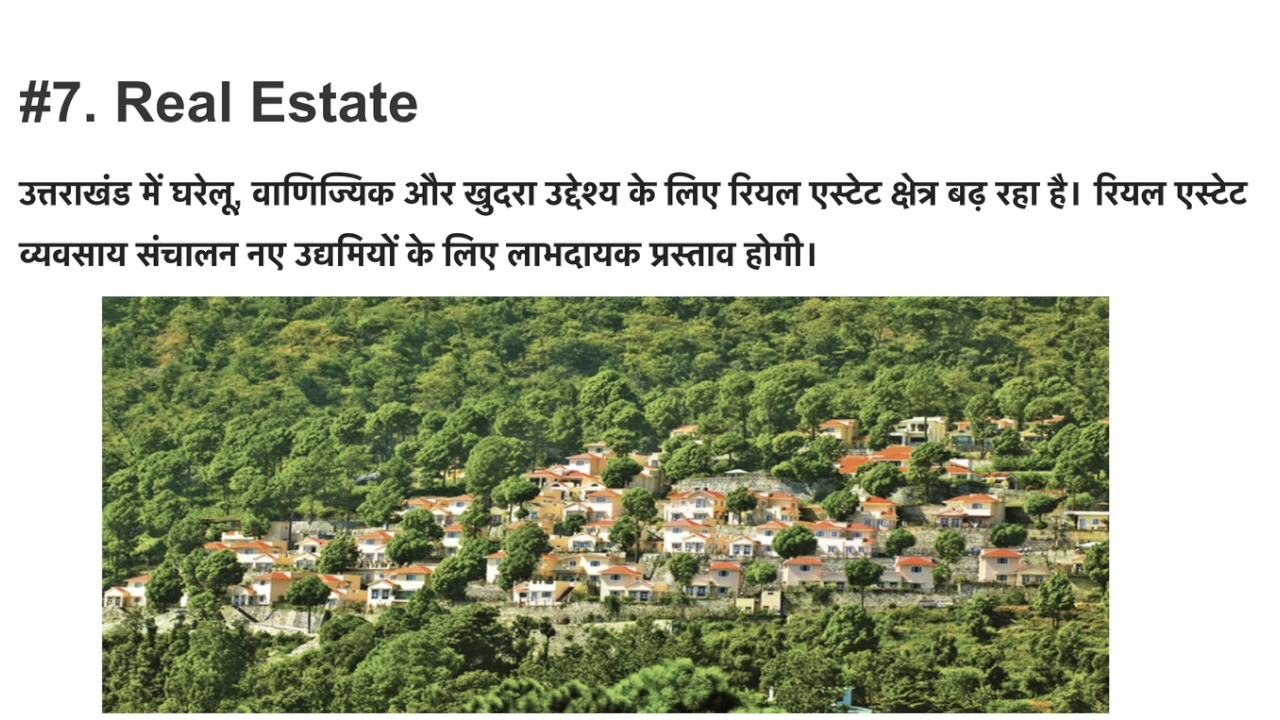 #7. Real Estate
उत्तराखंड में घरेलू, वाणिज्यिक और खुदरा उद्देश्य के लिए रियल एस्टेट क्षेत्र बढ़ रहा है। रियल एस्टेट
व्यवसाय संचालन नए उद्यमियों के लिए लाभदायक प्रस्ताव होगी।